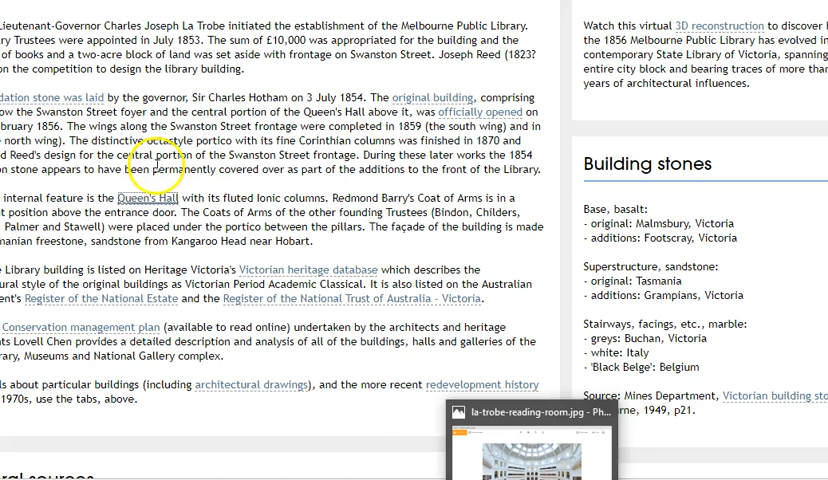 Lieutenant-Governor Charles Joseph La Trobe initiated the establishment of the Melbourne Public Library.
Trustees were appointed in July 1853. The sum of £10,000 was appropriated for the building and the
of books and a two-acre block of land was set aside with frontage on Swanston Street. Joseph Reed (1823?
on the competition to design the library building.
stone was laid by the governor, Sir Charles Hotham on 3 July 1854. The original building, comprising
the Swanston Street foyer and the central portion of the Queen's Hall above it, was officially opened on
1856. The wings along the Swanston Street frontage were completed in 1859 (the south wing) and in
north wing). The distinctive octastyle portico with its fine Corinthian columns was finished in 1870 and
Reed's design for the central portion of the Swanston Street frontage. During these later works the 1854
stone appears to have been permanently covered over as part of the additions to the front of the Library.
internal feature is the Queen's Hall with its fluted Ionic columns. Redmond Barry's Coat of Arms is in a
position above the entrance door. The Coats of Arms of the other founding Trustees (Bindon, Childers,
Palmer and Stawell) were placed under the portico between the pillars. The façade of the building is made
freestone, sandstone from Kangaroo Head near Hobart.
Library building is listed on Heritage Victoria's Victorian heritage database which describes the
style of the original buildings as Victorian Period Academic Classical. It is also listed on the Australian
Register of the National Estate and the Register of the National Trust of Australia - Victoria.
Conservation management plan (available to read online) undertaken by the architects and heritage
Lovell Chen provides a detailed description and analysis of all of the buildings, halls and galleries of the
Museums and National Gallery complex.
about particular buildings (including architectural drawings), and the more recent redevelopment history
1970s, use the tabs, above.
Watch this virtual 3D reconstruction to discover
the 1856 Melbourne Public Library has evolved in
contemporary State Library of Victoria, spanning
entire city block and bearing traces of more than
years of architectural influences.
Building stones
Base, basalt:
- original: Malmsbury, Victoria
- additions: Footscray, Victoria
Superstructure, sandstone:
- original: Tasmania
- additions: Grampians, Victoria
Stairways, facings, etc., marble:
- greys: Buchan, Victoria
- white: Italy
- 'Black Belge': Belgium
Source: Mines Department, Victorian building
1949, p21.
la-trobe-reading-room.jpg - Ph...